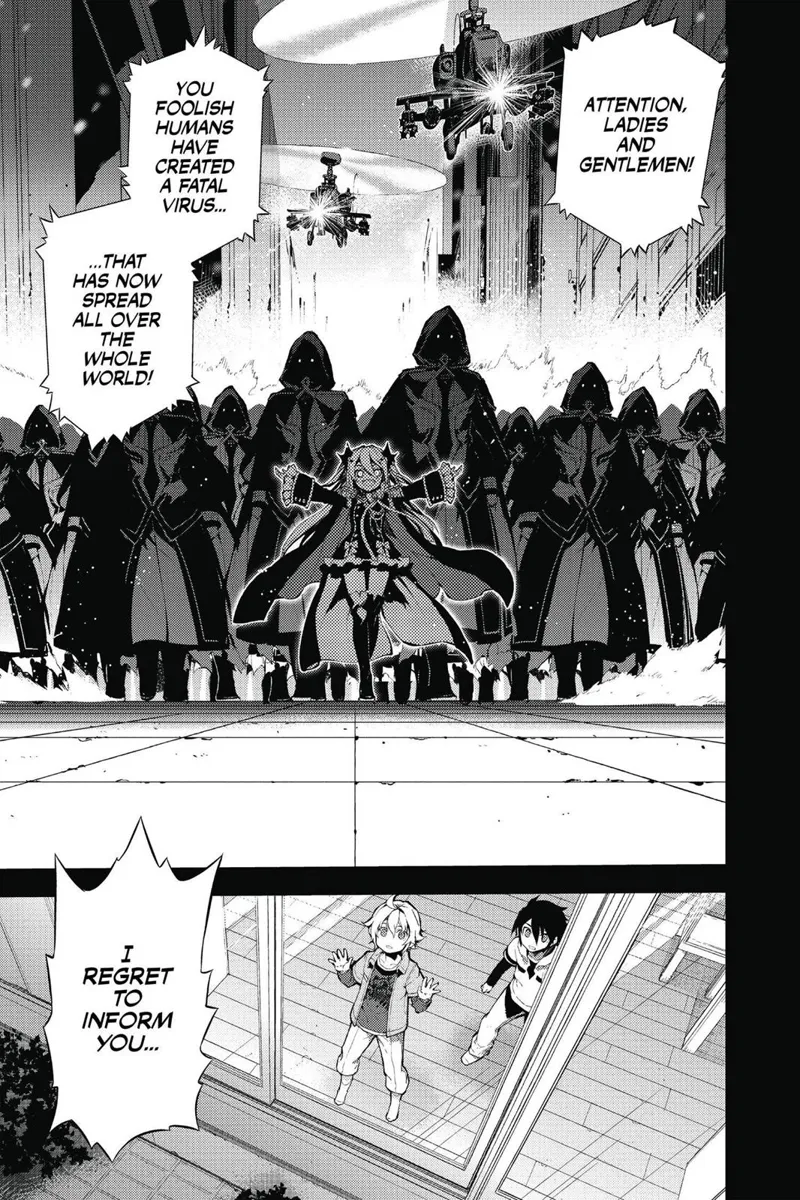 ATTENTION,
LADIES
AND
GENTLEMEN!
YOU
FOOLISH
HUMANS
HAVE
CREATED
A FATAL
VIRUS...
...THAT
HAS NOW
SPREAD
ALL OVER
THE
WHOLE
WORLD!
I
REGRET
TO
INFORM
YOU...